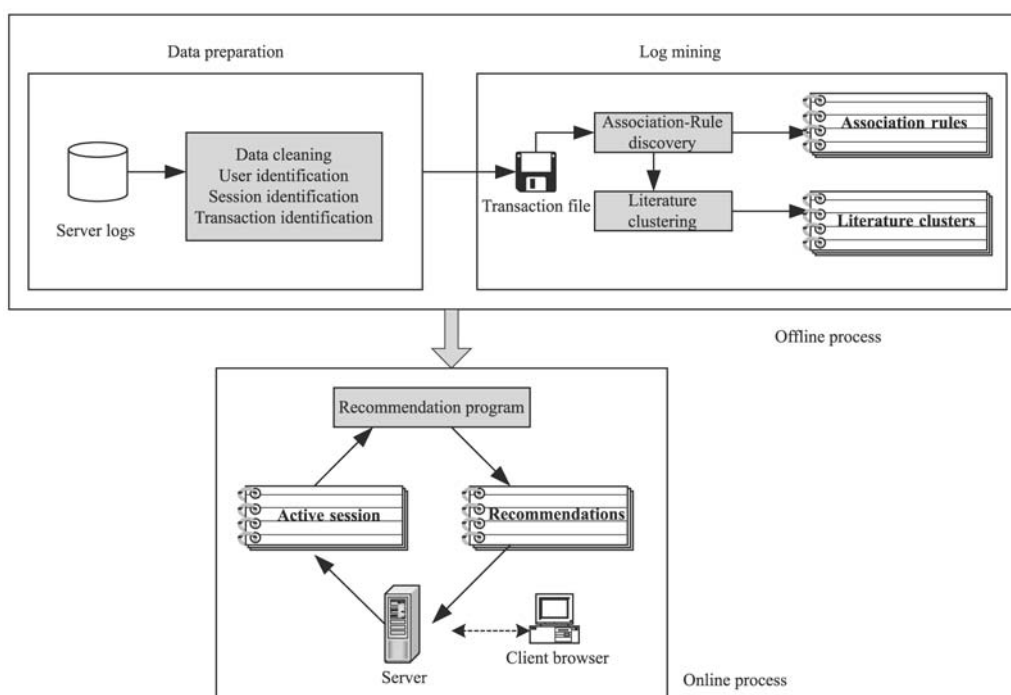 Data preparation
Log mining
Server logs
Data cleaning
User identification
Session identification
Transaction identification
Transaction file
Association-Rule
discovery
Literature
clustering
Association rules
Literature clusters
Offline process
Recommendation program
Active session
Recommendations
Server
Client browser
Online process